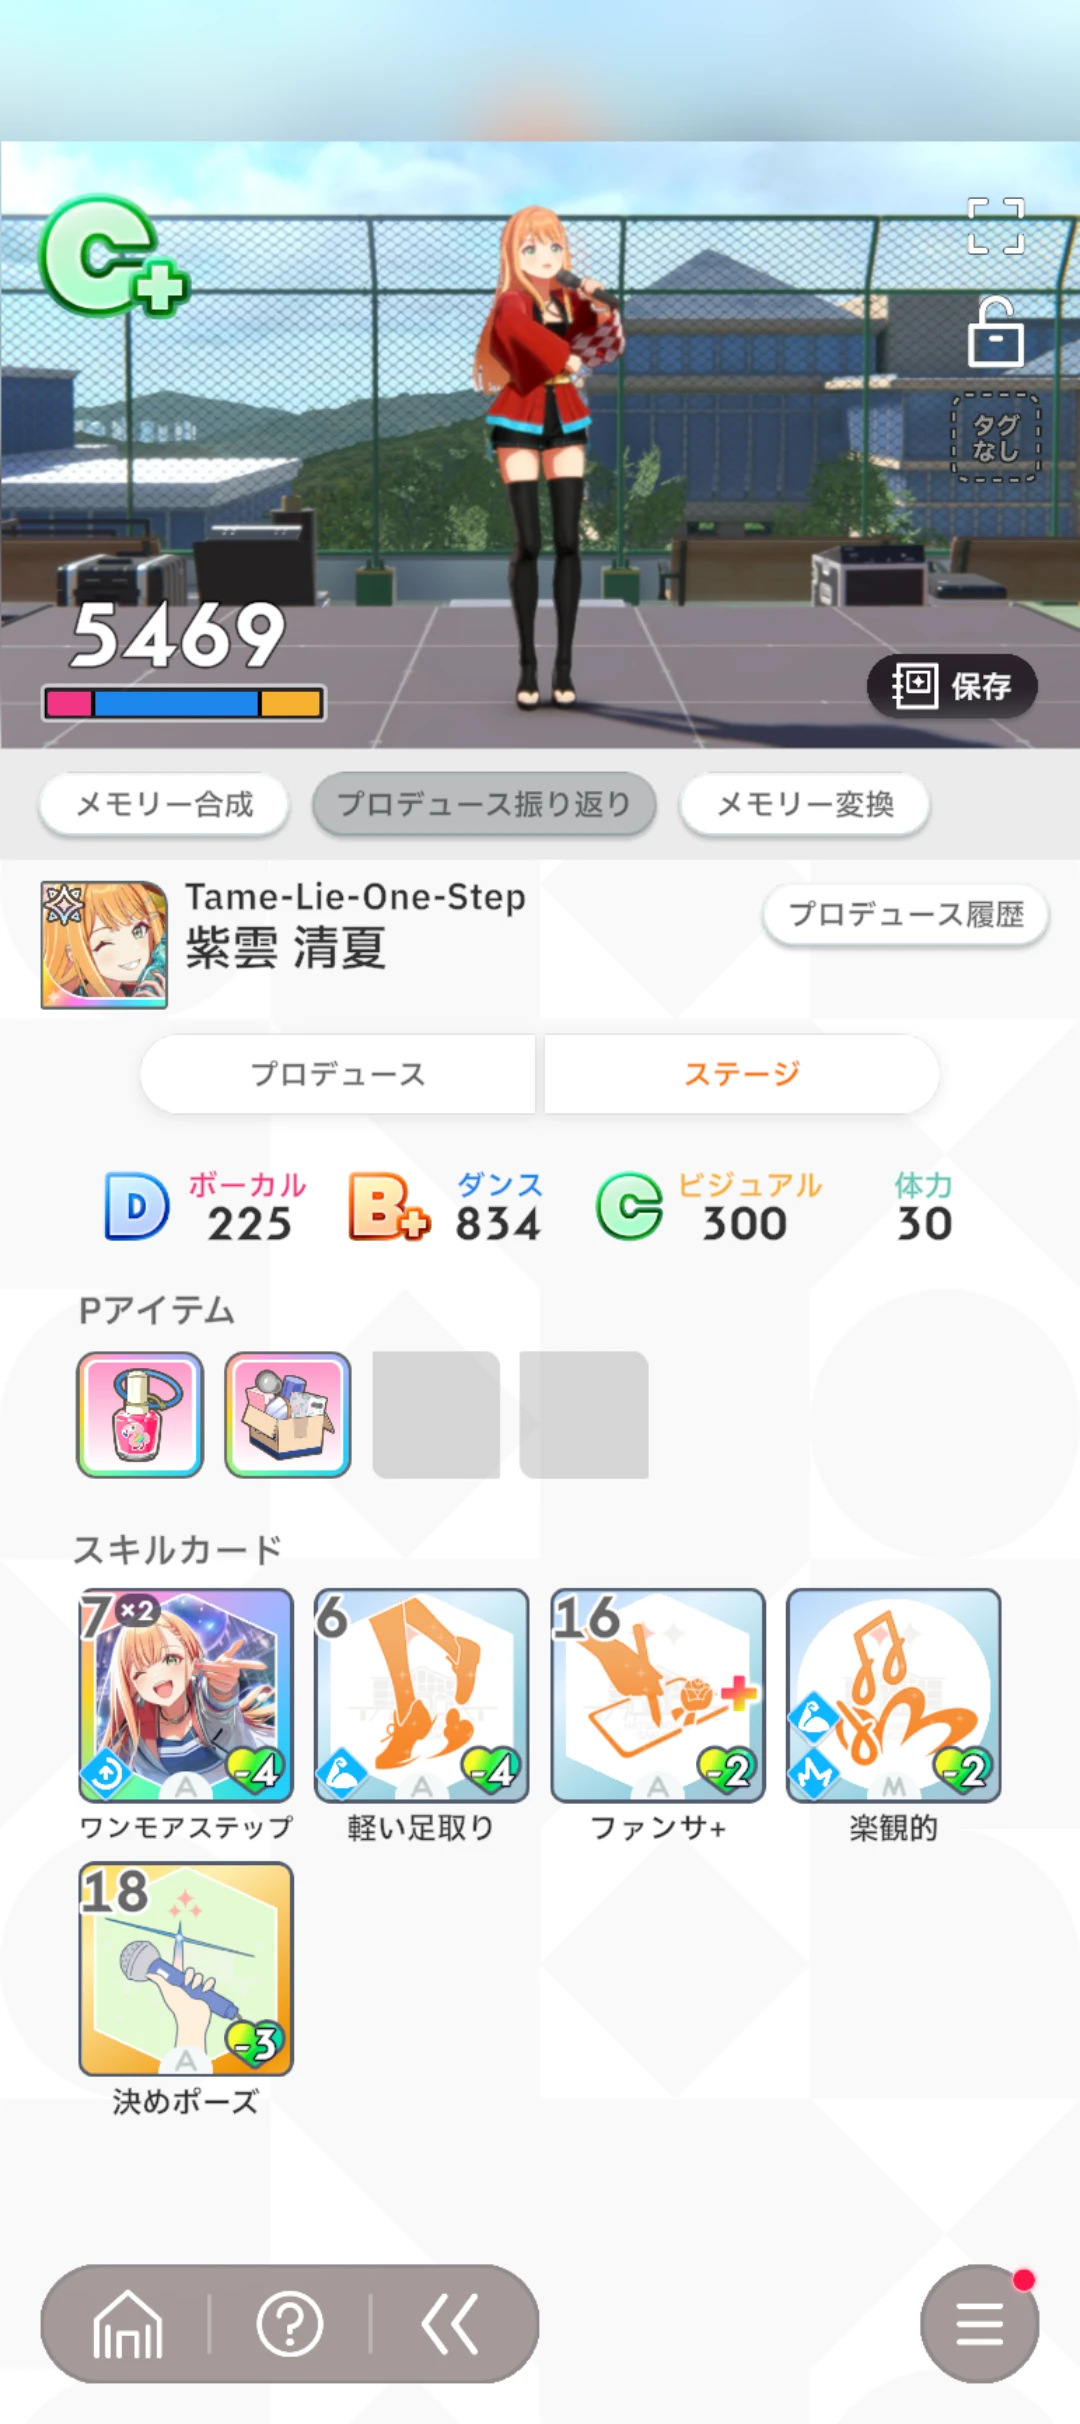 C+
タグ
なし
5469
保存
メモリー合成
プロデュース振り返り
メモリー変換
Tame-Lie-One-Step
紫雲 清夏
プロデュース履歴
プロデュース
ステージ
D ボーカル 225
B+ ダンス 834
C ビジュアル 300
体力 30
Pアイテム
スキルカード
7 ×2 A -4
ワンモアステップ
6 A -4
軽い足取り
16 + A -2
ファンサ+
M -2
楽観的
18 A -3
決めポーズ